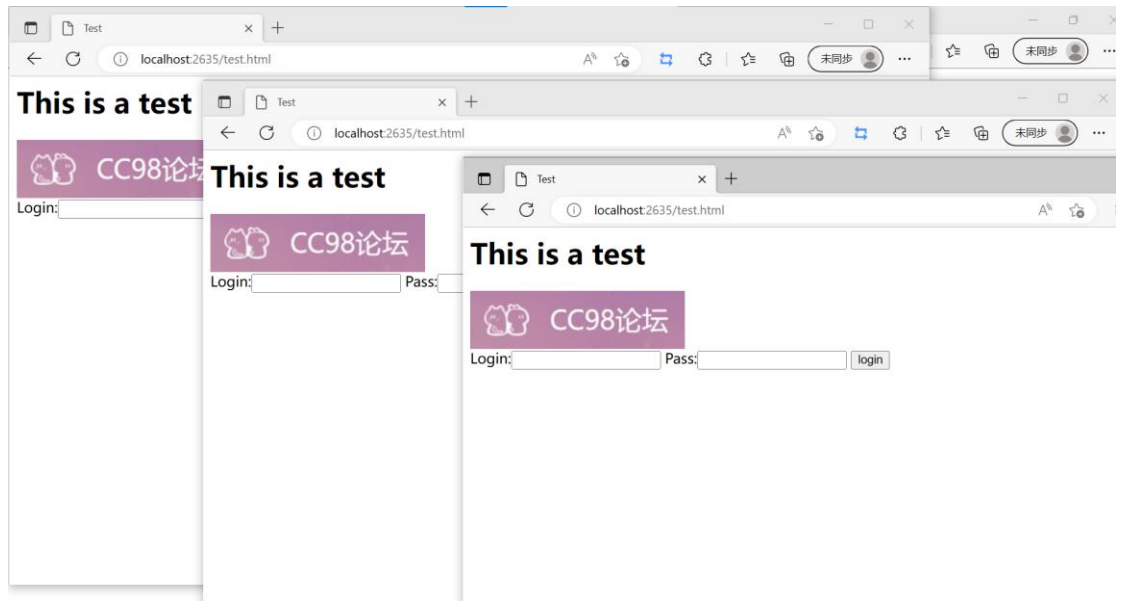 Test
localhost:2635/test.html
未同步
未同步
This is a test
CC98论坛
Login:
Test
localhost:2635/test.html
未同步
This is a test
CC98论坛
Login: Pass:
Test
localhost:2635/test.html
This is a test
CC98论坛
Login: Pass: login